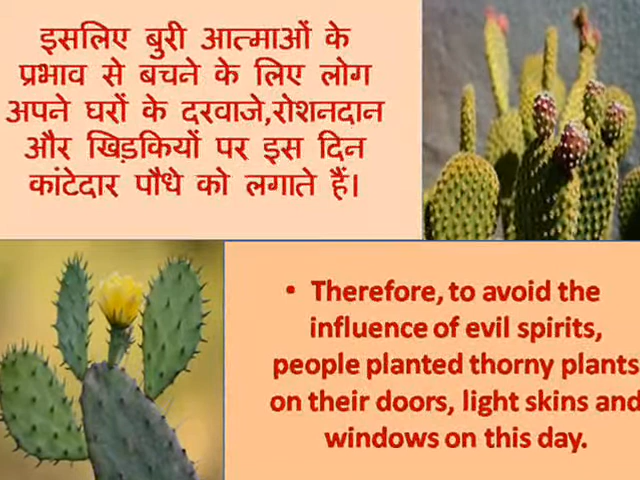 इसलिए बुरी आत्माओं के
प्रभाव से बचने के लिए लोग
अपने घरों के दरवाजे,रोशनदान
और खिड़कियों पर इस दिन
कांटेदार पौधे को लगाते हैं।
• Therefore, to avoid the
influence of evil spirits,
people planted thorny plants
on their doors, light skins and
windows on this day.